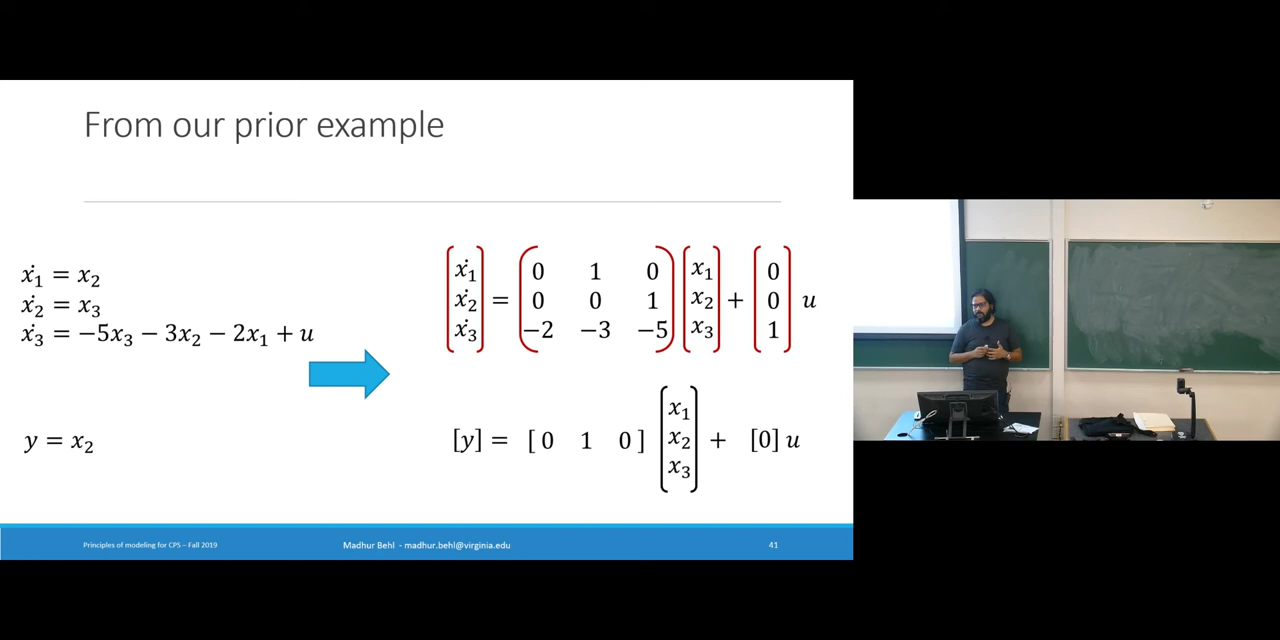 From our prior example
ẋ₁ = x₂
ẋ₂ = x₃
ẋ₃ = −5x₃ − 3x₂ − 2x₁ + u
y = x₂
[ẋ₁] = (0 1 0) [x₁] + [0] u
[ẋ₂] (0 0 1) [x₂] [0]
[ẋ₃] (−2 −3 −5) [x₃] [1]
[y] = [0 1 0] [x₁ x₂ x₃] + [0] u
Principles of modeling for CPS – Fall 2019
Madhur Behl - madhur.behl@virginia.edu
41